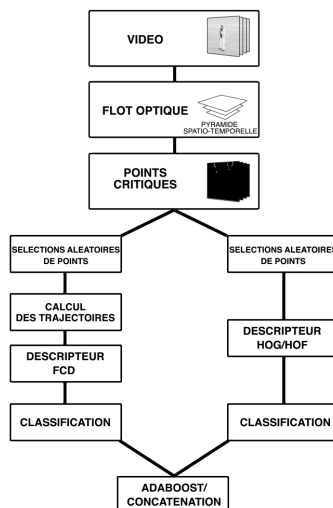 VIDEO
FLOT OPTIQUE
PYRAMIDE
SPATIO-TEMPORELLE
POINTS
CRITIQUES
SELECTIONS ALEATOIRES
DE POINTS
CALCUL
DES TRAJECTOIRES
DESCRIPTEUR
FCD
CLASSIFICATION
SELECTIONS ALEATOIRES
DE POINTS
DESCRIPTEUR
HOG/HOF
CLASSIFICATION
ADABOOST/
CONCATENATION